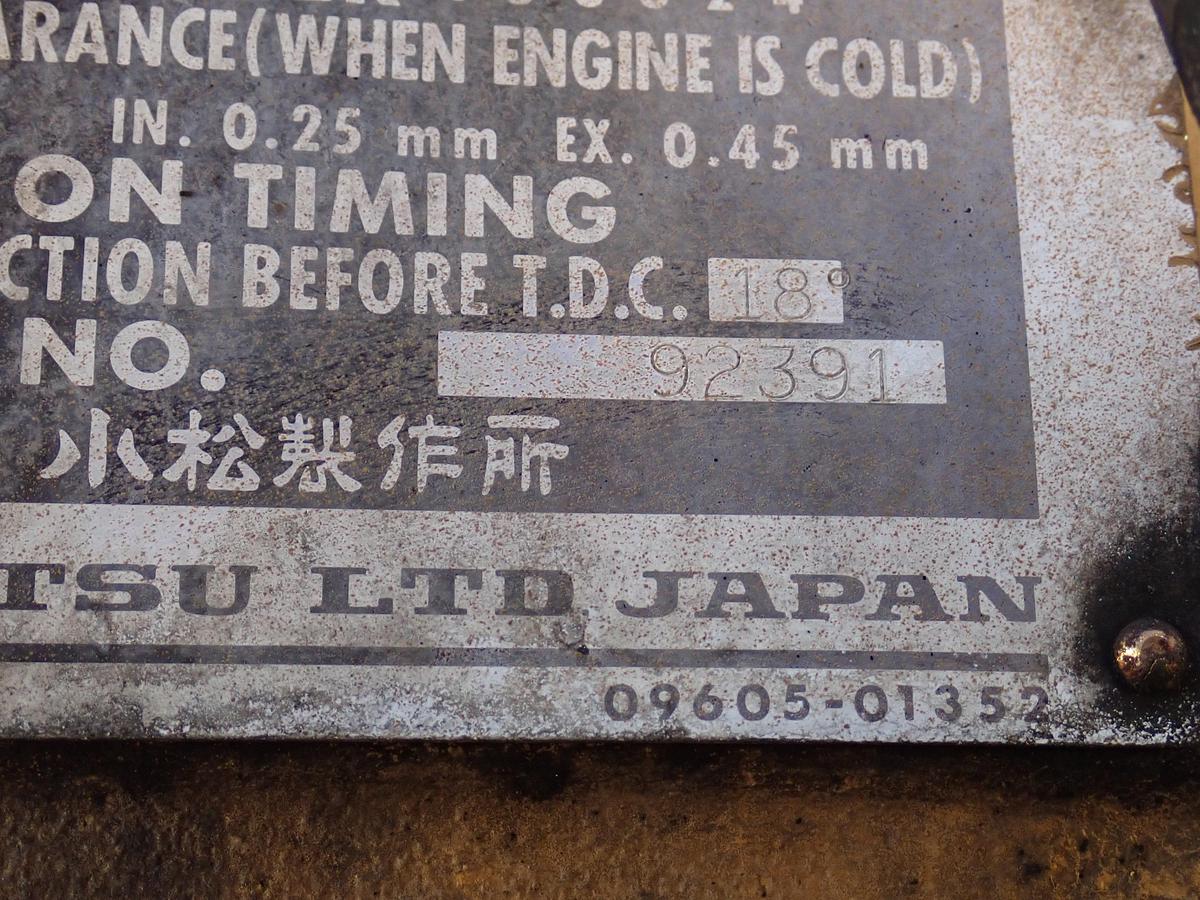 ARANCE(WHEN ENGINE IS COLD)
IN. 0.25 mm EX. 0.45 mm
ON TIMING
CTION BEFORE T.D.C. 18°
NO. 92391
小松製作所
TSU LTD. JAPAN
09605-01352